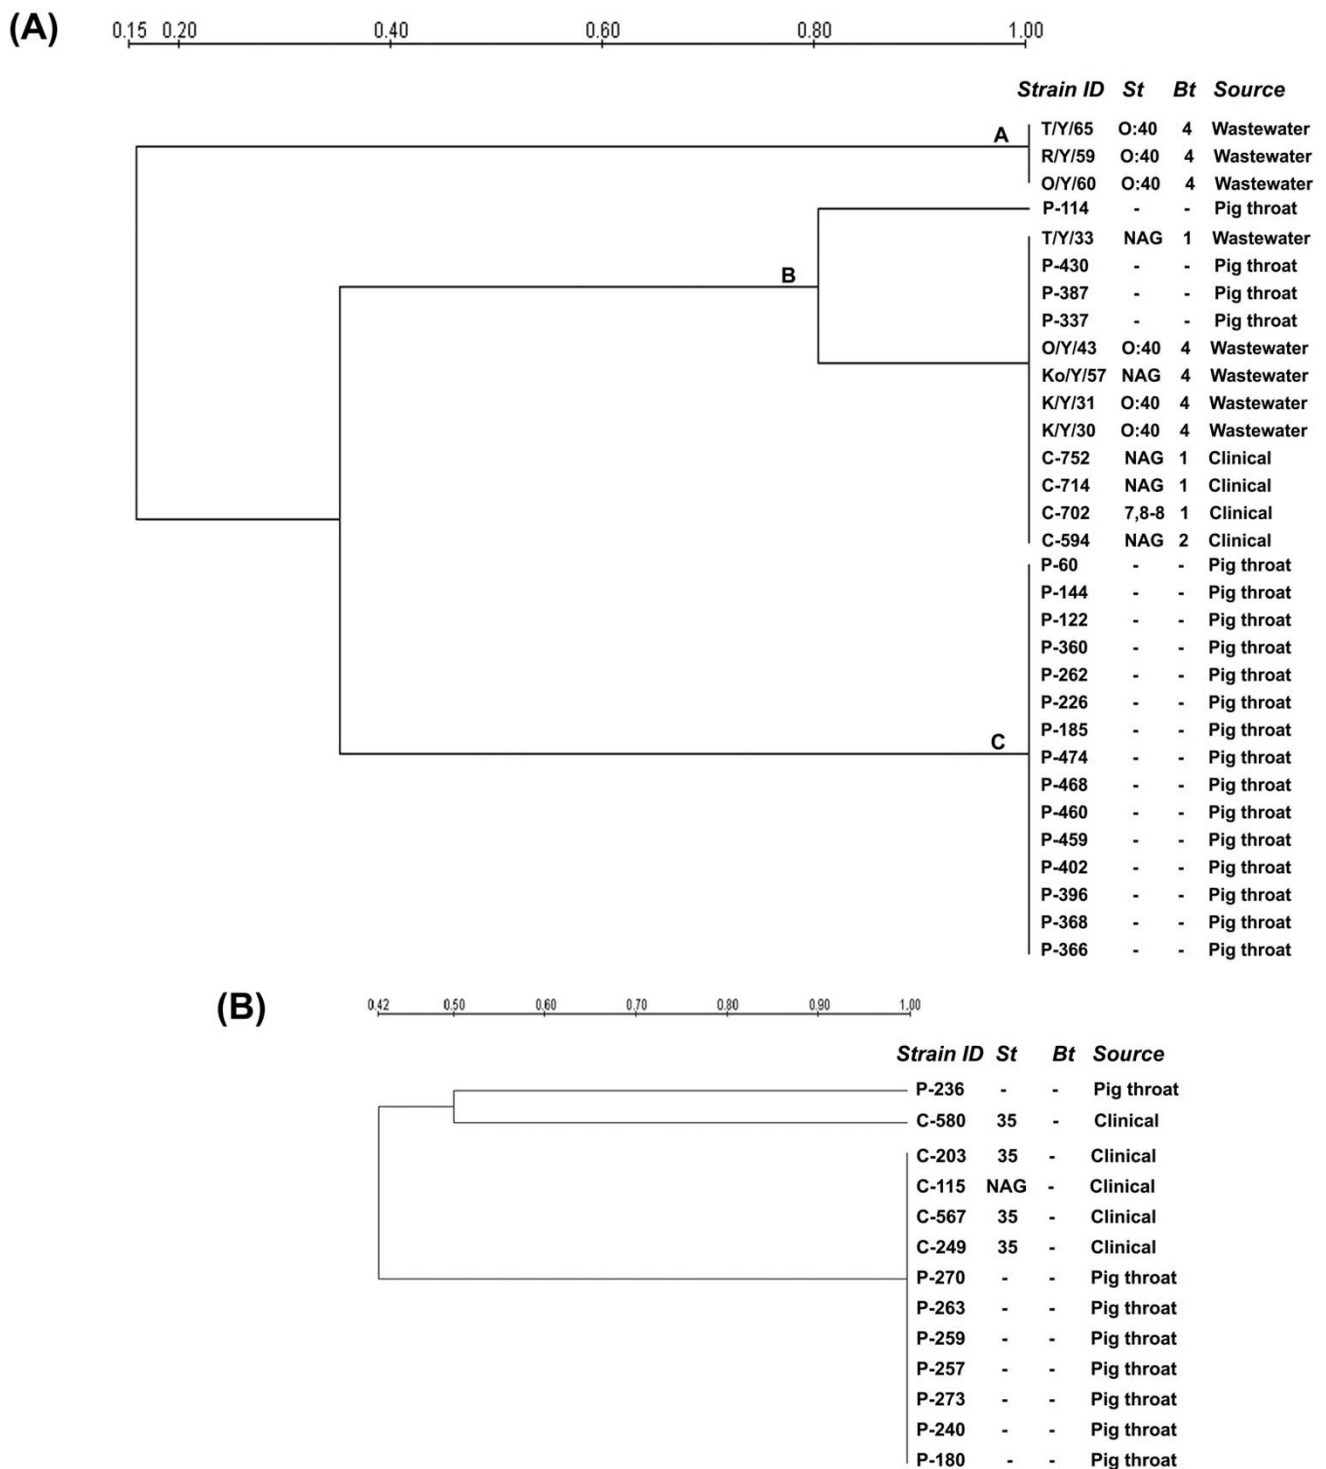 (A)
0.15 0.20 0.40 0.60 0.80 1.00
Strain ID St Bt Source
A
T/Y/65 O:40 4 Wastewater
R/Y/59 O:40 4 Wastewater
O/Y/60 O:40 4 Wastewater
P-114 - - Pig throat
T/Y/33 NAG 1 Wastewater
P-430 - - Pig throat
B
P-387 - - Pig throat
P-337 - - Pig throat
O/Y/43 O:40 4 Wastewater
Ko/Y/57 NAG 4 Wastewater
K/Y/31 O:40 4 Wastewater
K/Y/30 O:40 4 Wastewater
C-752 NAG 1 Clinical
C-714 NAG 1 Clinical
C-702 7,8-8 1 Clinical
C-594 NAG 2 Clinical
P-60 - - Pig throat
P-144 - - Pig throat
P-122 - - Pig throat
P-360 - - Pig throat
P-262 - - Pig throat
P-226 - - Pig throat
P-185 - - Pig throat
C
P-474 - - Pig throat
P-468 - - Pig throat
P-460 - - Pig throat
P-459 - - Pig throat
P-402 - - Pig throat
P-396 - - Pig throat
P-368 - - Pig throat
P-366 - - Pig throat
(B)
0.42 0.50 0.60 0.70 0.80 0.90 1.00
Strain ID St Bt Source
P-236 - - Pig throat
C-580 35 - Clinical
C-203 35 - Clinical
C-115 NAG - Clinical
C-567 35 - Clinical
C-249 35 - Clinical
P-270 - - Pig throat
P-263 - - Pig throat
P-259 - - Pig throat
P-257 - - Pig throat
P-273 - - Pig throat
P-240 - - Pig throat
P-180 - - Pig throat